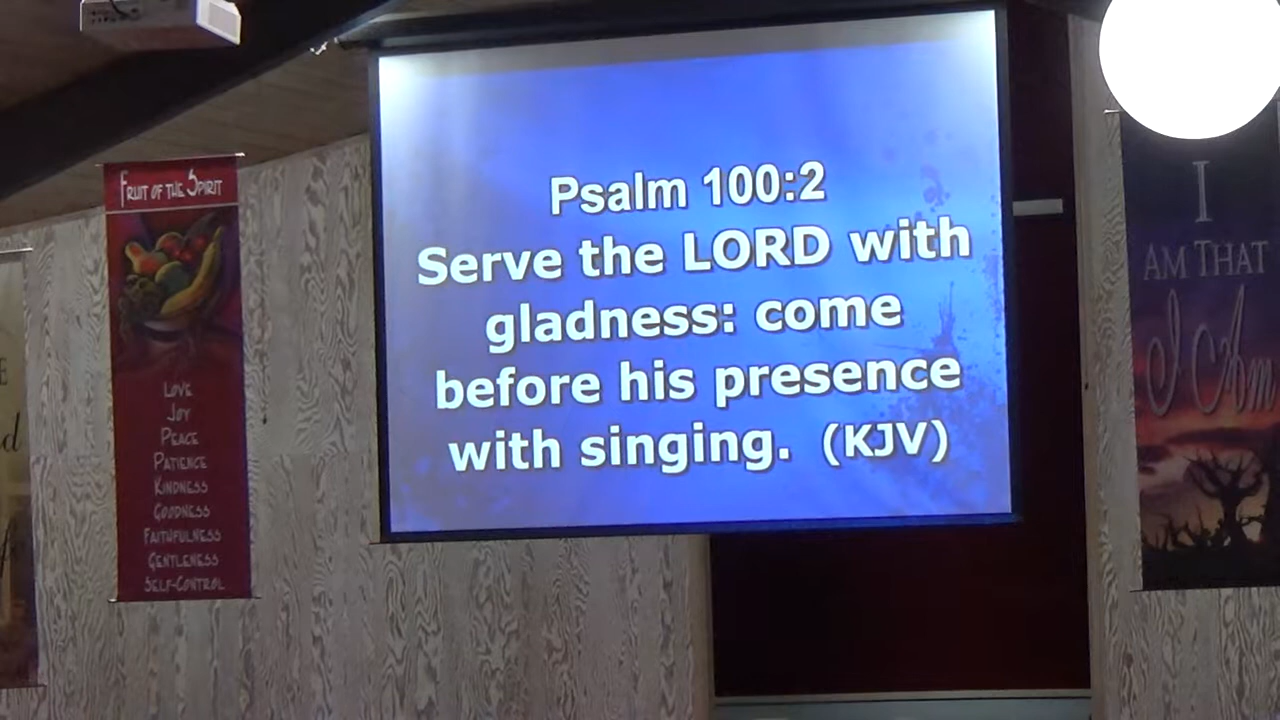 FRUIT OF THE SPIRIT
LOVE
JOY
PEACE
PATIENCE
KINDNESS
GOODNESS
FAITHFULNESS
GENTLENESS
SELF-CONTROL
Psalm 100:2
Serve the LORD with
gladness: come
before his presence
with singing. (KJV)
I
AM THAT
I Am